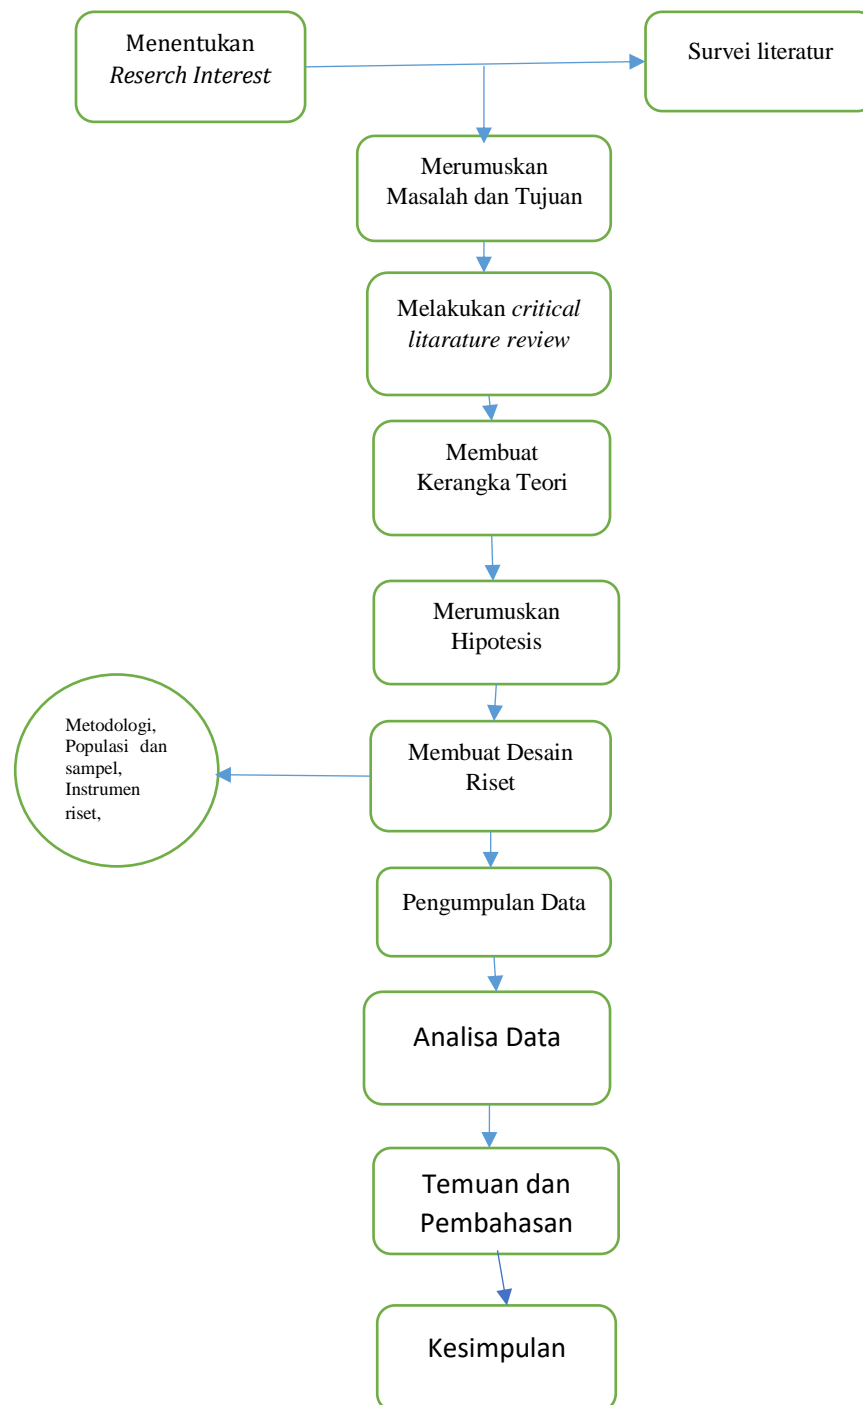 Menentukan
Reserch Interest
Survei literatur
Merumuskan
Masalah dan Tujuan
Melakukan critical
litarature review
Membuat
Kerangka Teori
Merumuskan
Hipotesis
Metodologi,
Populasi dan
sampel,
Instrumen
riset,
Membuat Desain
Riset
Pengumpulan Data
Analisa Data
Temuan dan
Pembahasan
Kesimpulan